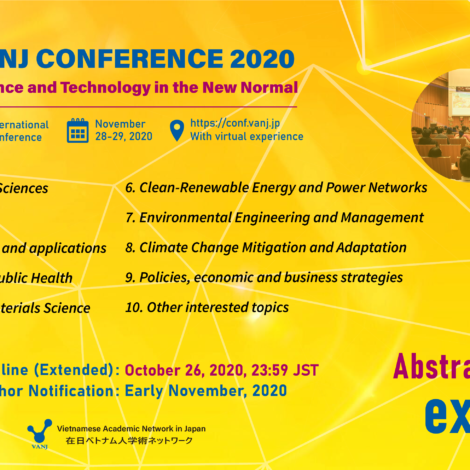 NJ CONFERENCE 2020
nce and Technology in the New Normal
ernational
onference
November
28-29, 2020
https://conf.vanj.jp
With virtual experience
Sciences
and applications
ublic Health
terials Science
6. Clean-Renewable Energy and Power Networks
7. Environmental Engineering and Management
8. Climate Change Mitigation and Adaptation
9. Policies, economic and business strategies
10. Other interested topics
line (Extended): October 26, 2020, 23:59 JST
hor Notification: Early November, 2020
Abstra
ex
VANJ
Vietnamese Academic Network in Japan
在日ベトナム人学術ネットワーク